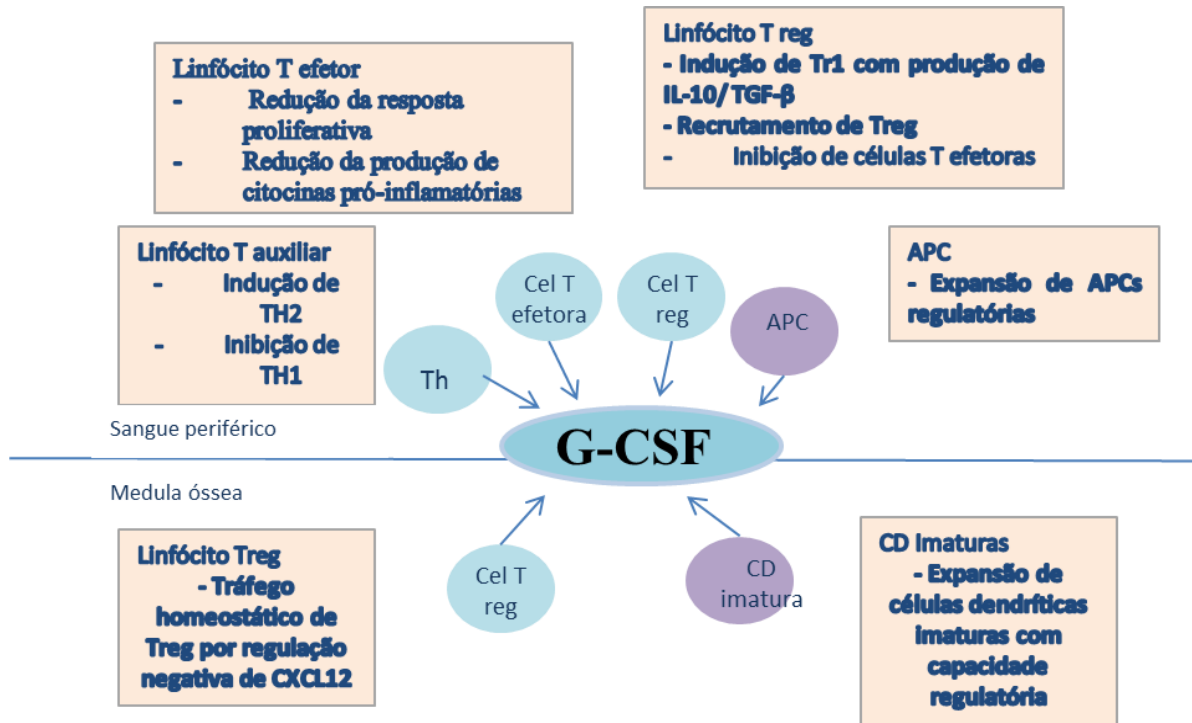 Linfócito T efetor
- Redução da resposta
proliferativa
- Redução da produção de
citocinas pró-inflamatórias
Linfócito T reg
- Indução de Tr1 com produção de
IL-10/TGF-β
- Recrutamento de Treg
- Inibição de células T efetoras
Linfócito T auxiliar
- Indução de
TH2
- Inibição de
TH1
APC
- Expansão de APCs
regulatórias
Th
Cel T
efetora
Cel T
reg
APC
G-CSF
Sangue periférico
Medula óssea
Linfócito Treg
- Tráfego
homeostático de
Treg por regulação
negativa de CXCL12
Cel T
reg
CD
imatura
CD Imaturas
- Expansão de
células dendríticas
imaturas com
capacidade
regulatória